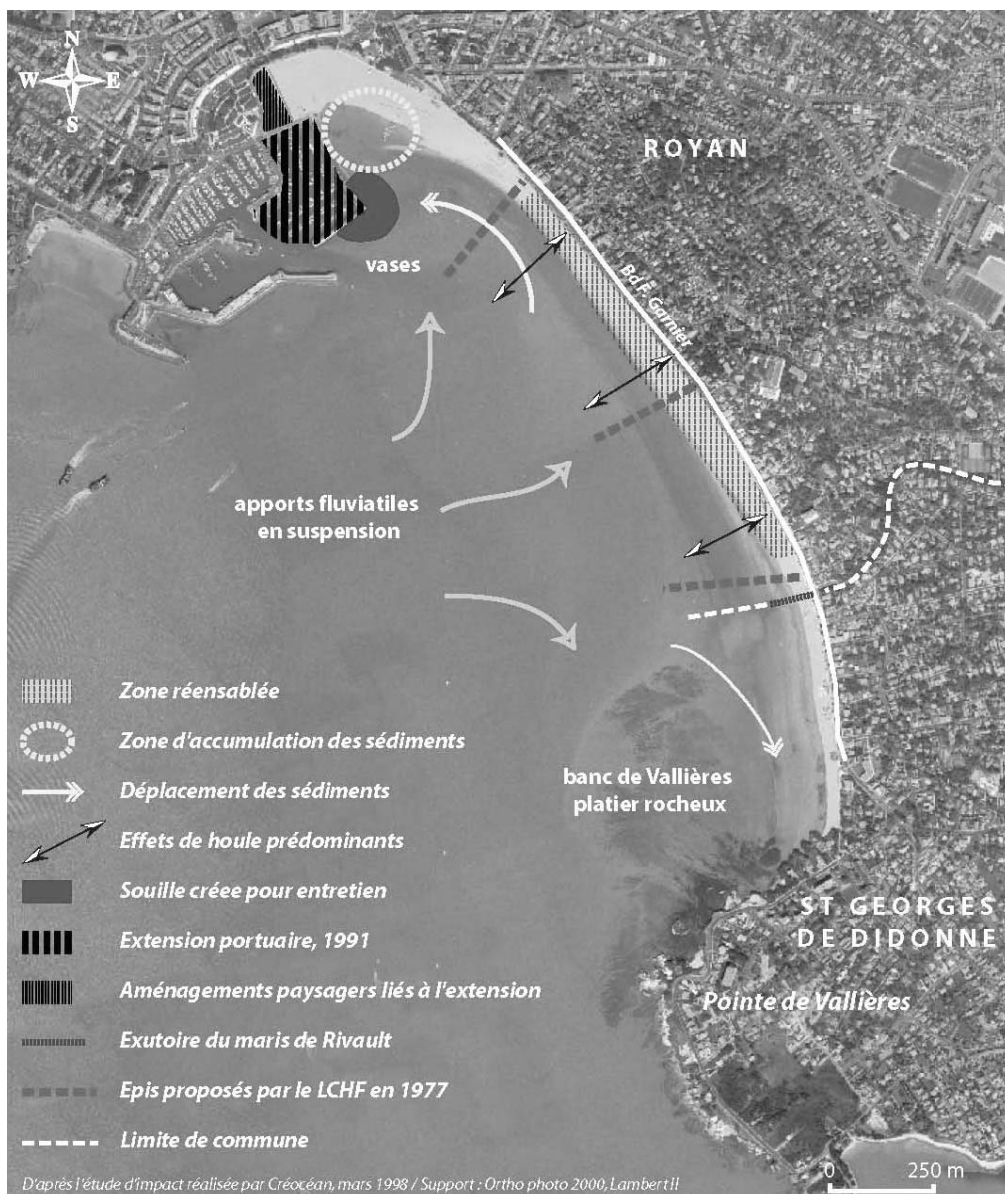 N
W E
S
ROYAN
Bd F. Garnier
vases
apports fluviatiles
en suspension
banc de Vallières
platier rocheux
ST GEORGES
DE DIDONNE
Pointe de Vallières
Zone réensablée
Zone d'accumulation des sédiments
Déplacement des sédiments
Effets de houle prédominants
Souille créee pour entretien
Extension portuaire, 1991
Aménagements paysagers liés à l'extension
Exutoire du maris de Rivault
Epis proposés par le LCHF en 1977
Limite de commune
0 250 m
D'après l'étude d'impact réalisée par Créocéan, mars 1998 / Support : Ortho photo 2000, Lambert II